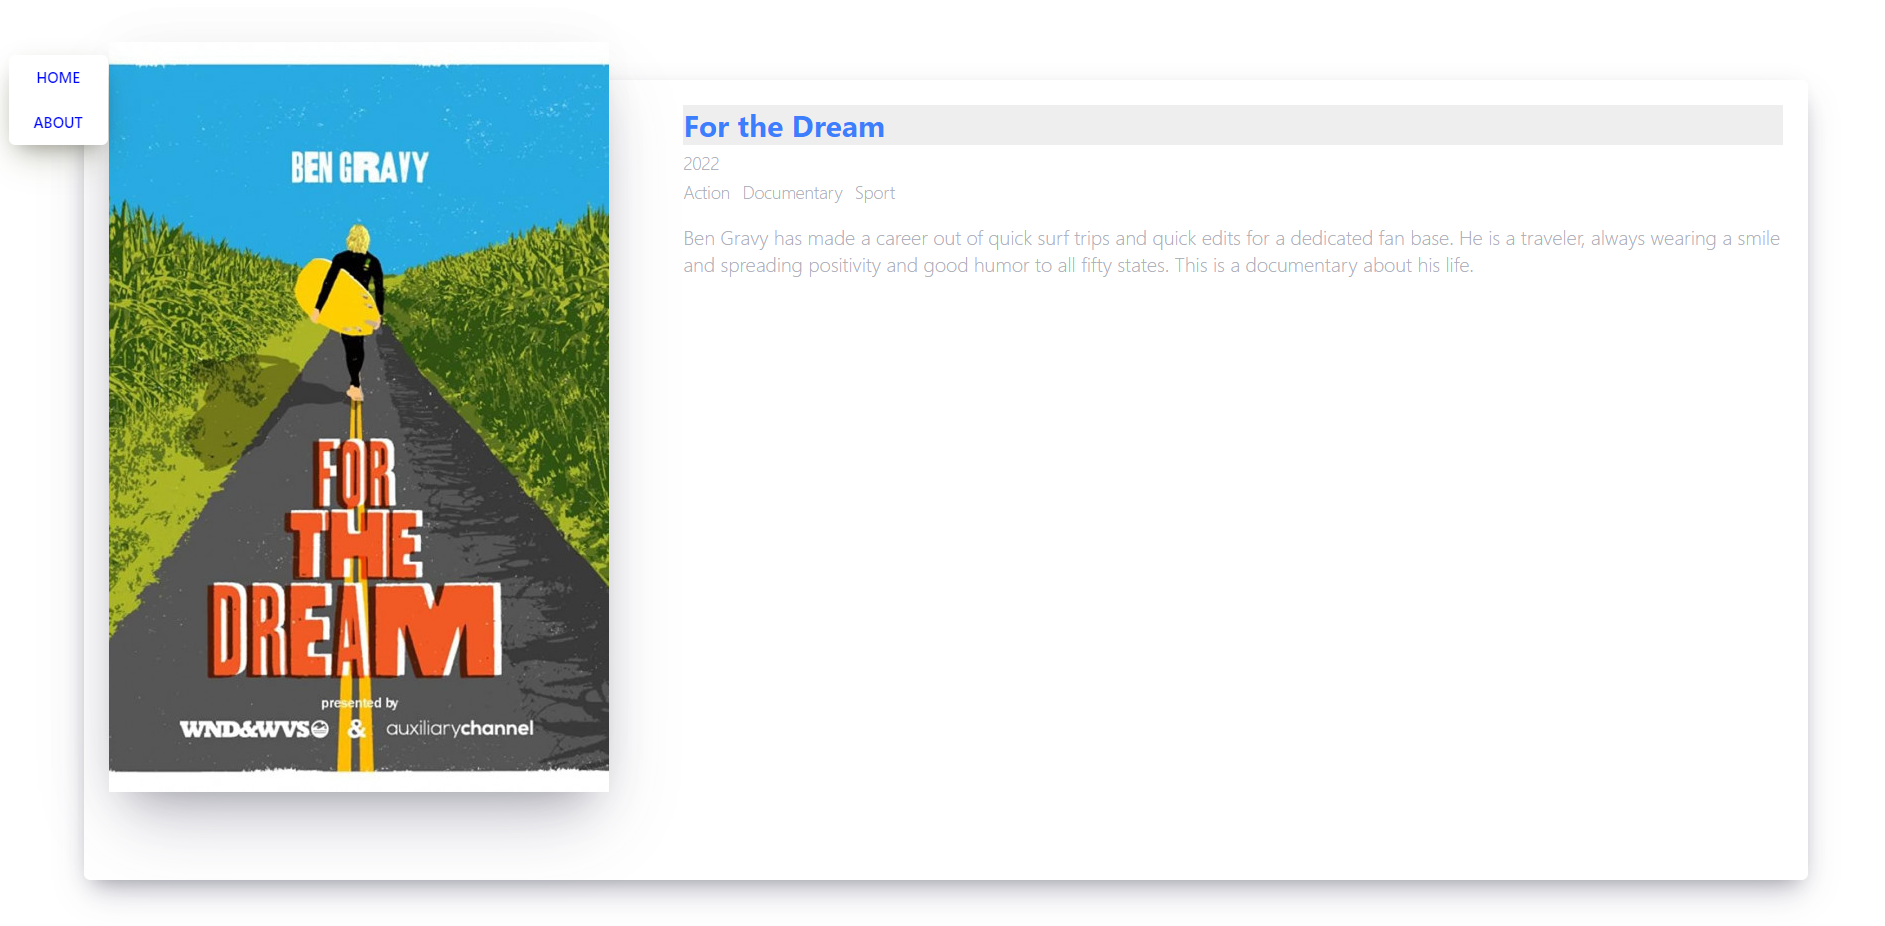 HOME
ABOUT
BEN GRAVY
FOR
THE
DREAM
presented by
WND&WVS & auxiliarychannel
For the Dream
2022
Action Documentary Sport
Ben Gravy has made a career out of quick surf trips and quick edits for a dedicated fan base. He is a traveler, always wearing a smile
and spreading positivity and good humor to all fifty states. This is a documentary about his life.